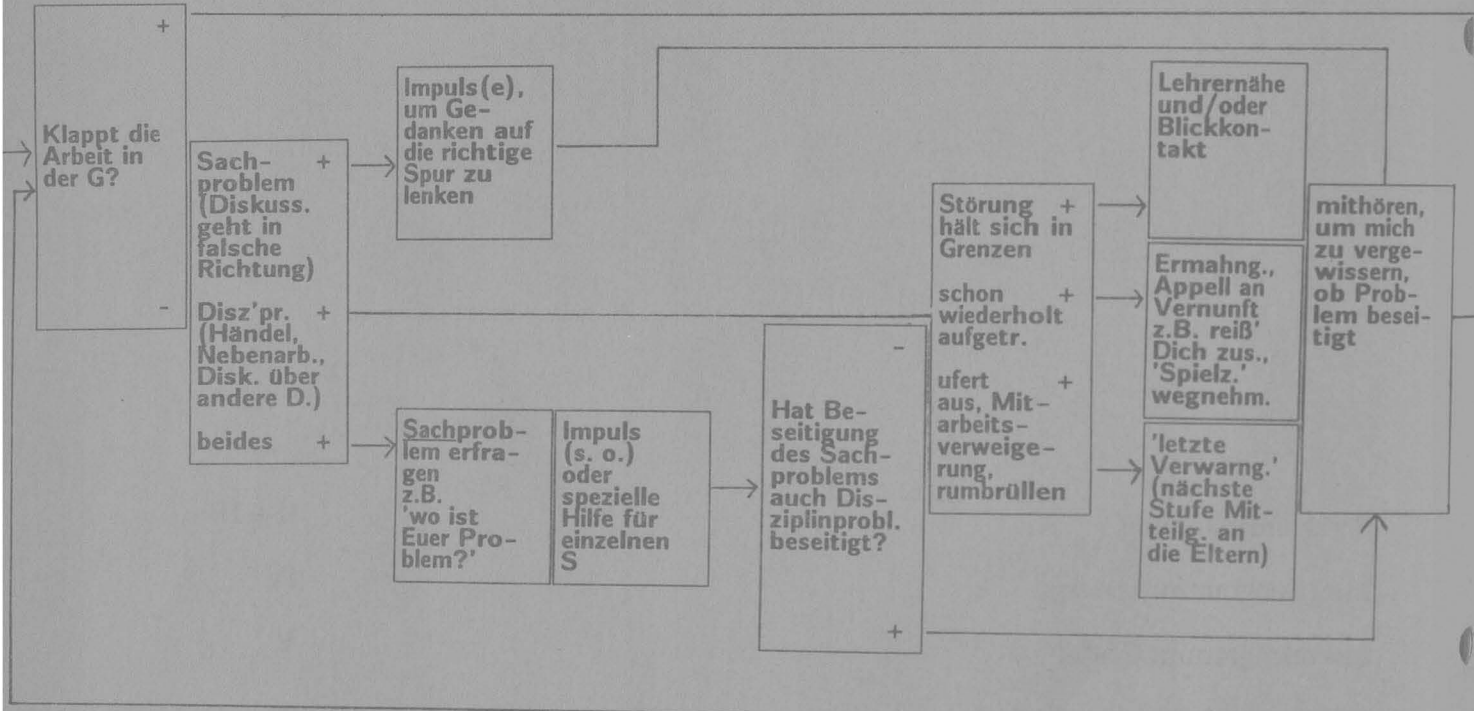 +
Klappt die
Arbeit in
der G?
-
Sach- +
problem
(Diskuss.
geht in
falsche
Richtung)
Disz'pr. +
(Händel,
Nebenarb.,
Disk. über
andere D.)
beides +
Impuls(e),
um Ge-
danken auf
die richtige
Spur zu
lenken
Sachprob-
lem erfra-
gen
z.B.
'wo ist
Euer Pro-
blem?'
Impuls
(s. o.)
oder
spezielle
Hilfe für
einzelnen
S
-
Hat Be-
seitigung
des Sach-
problems
auch Dis-
ziplinprobl.
beseitigt?
+
Störung +
hält sich in
Grenzen
schon +
wiederholt
aufgetr.
ufert +
aus, Mit-
arbeits-
verweige-
rung,
rumbrüllen
Lehrernähe
und/oder
Blickkon-
takt
Ermahng.,
Appell an
Vernunft
z.B. reiß'
Dich zus.,
'Spielz.'
wegnehm.
'letzte
Verwarng.'
(nächste
Stufe Mit-
teilg. an
die Eltern)
mithören,
um mich
zu verge-
wissern,
ob Prob-
lem besei-
tigt